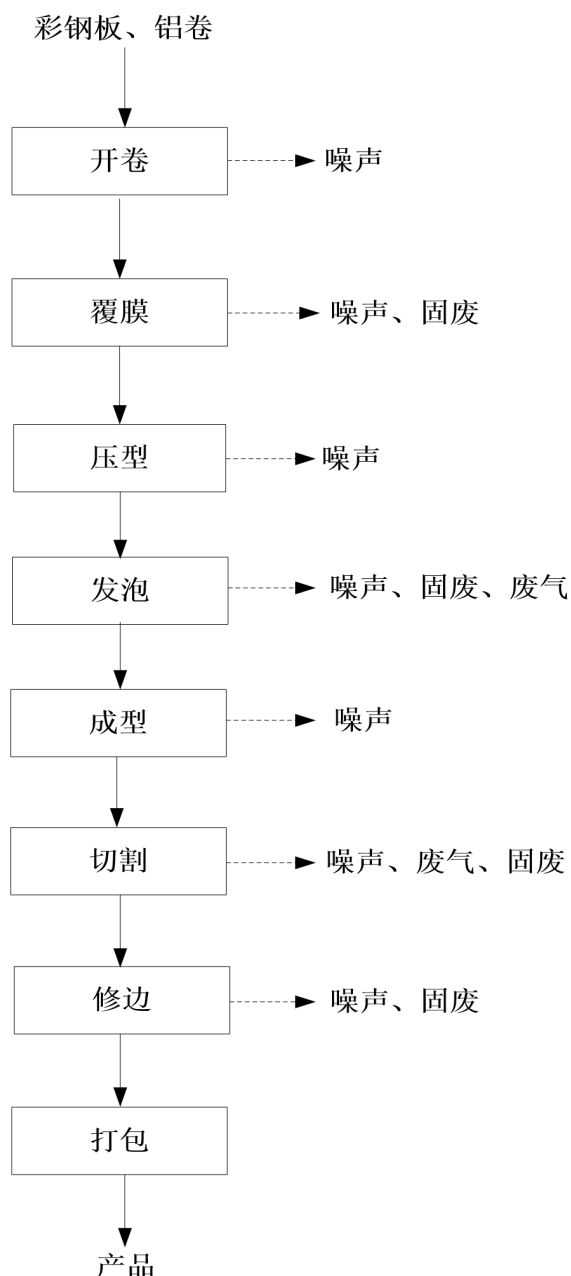 彩钢板、铝卷
开卷
噪声
覆膜
噪声、固废
压型
噪声
发泡
噪声、固废、废气
成型
噪声
切割
噪声、废气、固废
修边
噪声、固废
打包
产品